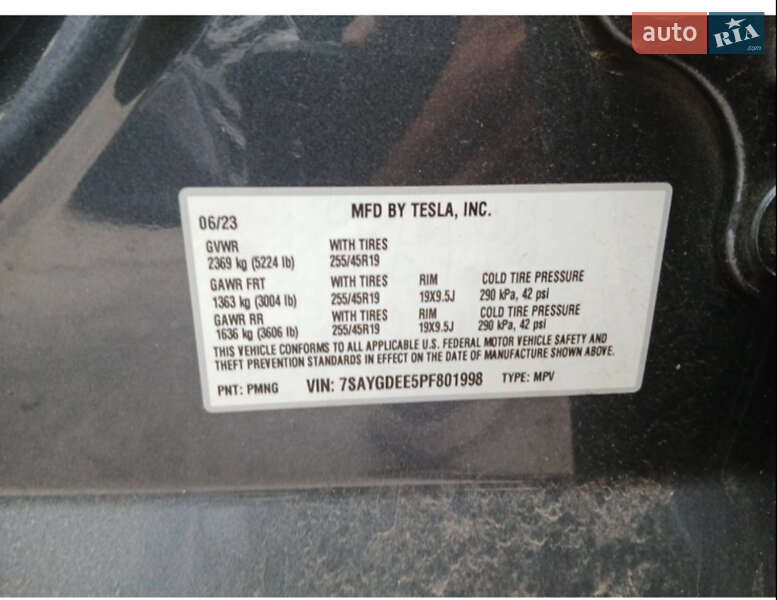 auto RIA .com
06/23 MFD BY TESLA, INC.
GVWR WITH TIRES
2369 kg (5224 lb) 255/45R19
GAWR FRT WITH TIRES RIM COLD TIRE PRESSURE
1363 kg (3004 lb) 255/45R19 19X9.5J 290 kPa, 42 psi
GAWR RR WITH TIRES RIM COLD TIRE PRESSURE
1636 kg (3606 lb) 255/45R19 19X9.5J 290 kPa, 42 psi
THIS VEHICLE CONFORMS TO ALL APPLICABLE U.S. FEDERAL MOTOR VEHICLE SAFETY AND
THEFT PREVENTION STANDARDS IN EFFECT ON THE DATE OF MANUFACTURE SHOWN ABOVE.
PNT: PMNG VIN: 7SAYGDEE5PF801998 TYPE: MPV